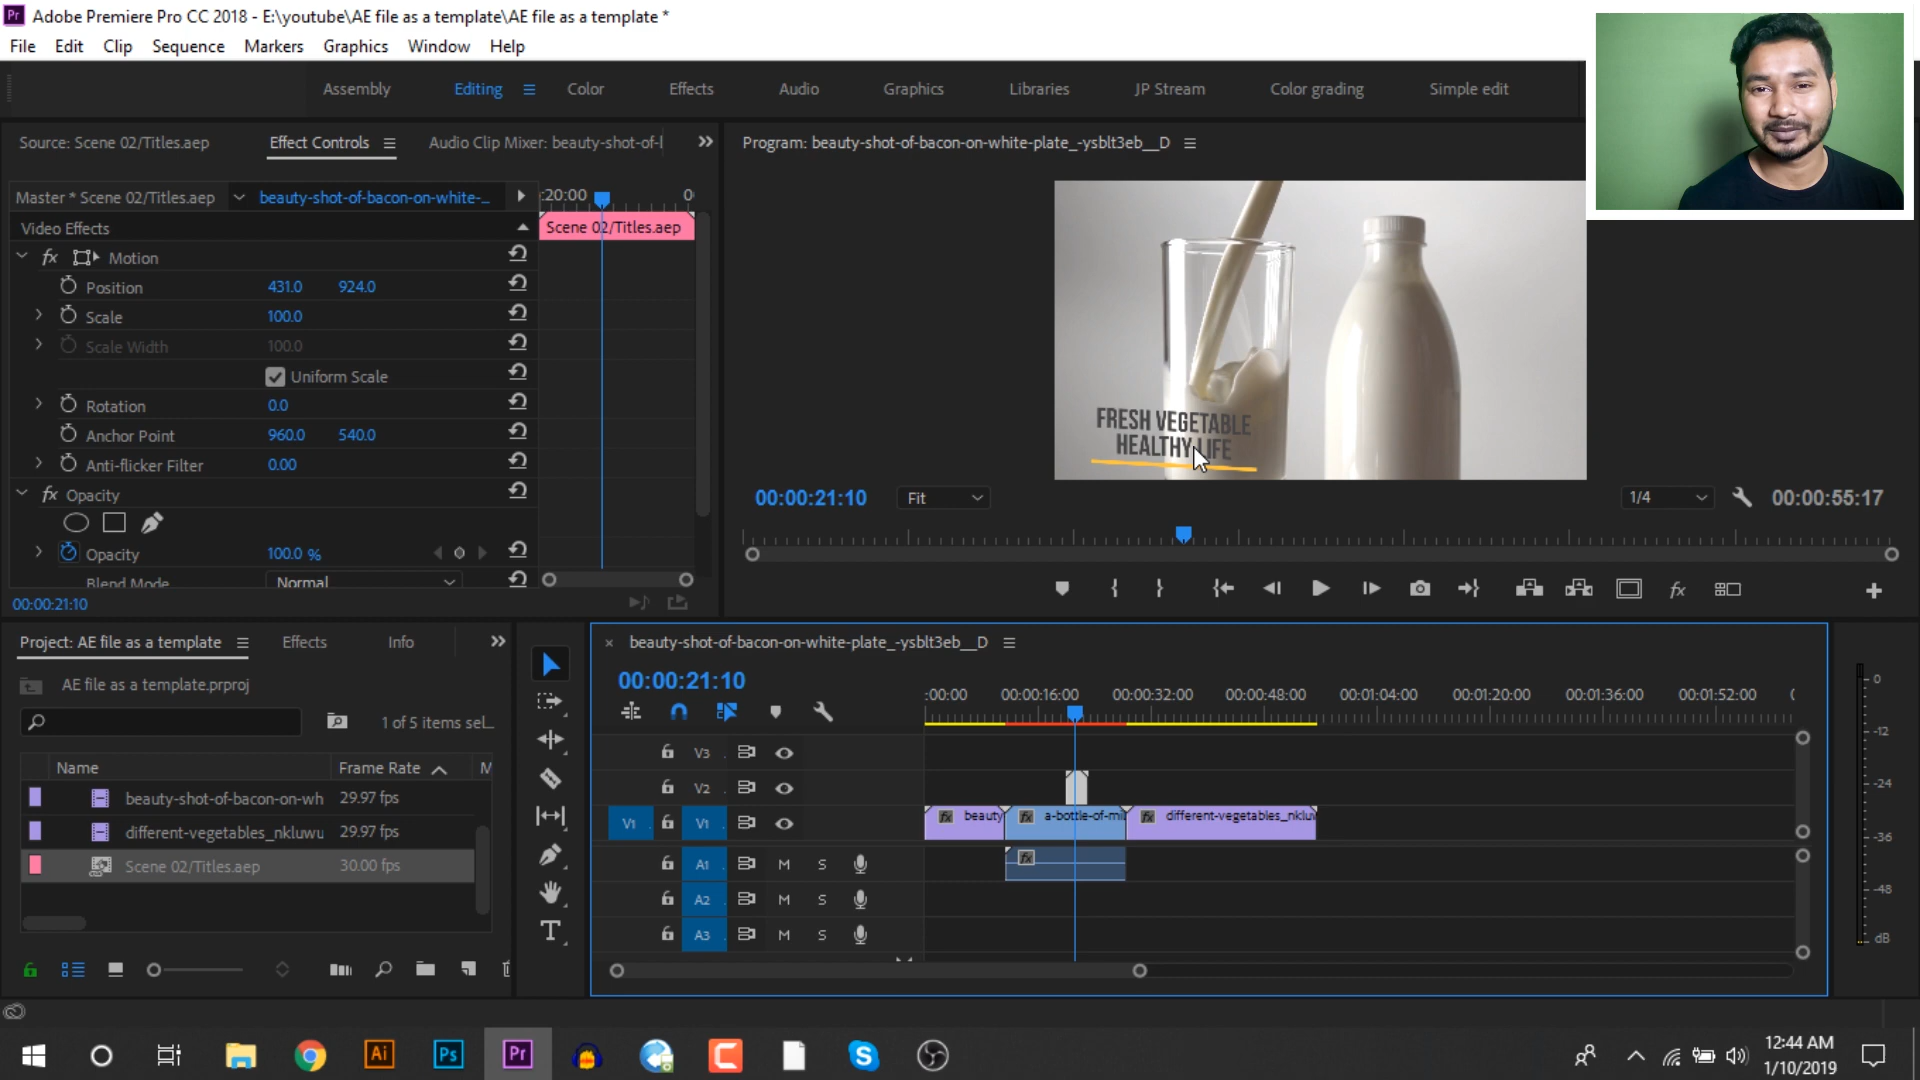 Adobe Premiere Pro CC 2018 - E:\youtube\AE file as a template\AE file as a template *
File Edit Clip Sequence Markers Graphics Window Help
Assembly Editing Color Effects Audio Graphics Libraries JP Stream Color grading Simple edit
Source: Scene 02/Titles.aep Effect Controls Audio Clip Mixer: beauty-shot-of-l
Program: beauty-shot-of-bacon-on-white-plate_-ysblt3eb__D
Master * Scene 02/Titles.aep beauty-shot-of-bacon-on-white-... :20:00 0
Video Effects Scene 02/Titles.aep
fx Motion
Position 431.0 924.0
Scale 100.0
Scale Width 100.0
Uniform Scale
Rotation 0.0
Anchor Point 960.0 540.0
Anti-flicker Filter 0.00
fx Opacity
Opacity 100.0 %
Blend Mode Normal
00:00:21:10
FRESH VEGETABLE
HEALTHY LIFE
00:00:21:10 Fit 1/4 00:00:55:17
fx
Project: AE file as a template Effects Info
AE file as a template.prproj
1 of 5 items sel...
Name Frame Rate M
beauty-shot-of-bacon-on-wh 29.97 fps
different-vegetables_nkluwu 29.97 fps
Scene 02/Titles.aep 30.00 fps
beauty-shot-of-bacon-on-white-plate_-ysblt3eb__D
00:00:21:10
:00:00 00:00:16:00 00:00:32:00 00:00:48:00 00:01:04:00 00:01:20:00 00:01:36:00 00:01:52:00
V3
V2
V1 V1 fx beauty fx a-bottle-of-mil fx different-vegetables_nkluw
A1 M S fx
A2 M S
A3 M S
0
-12
-24
-36
-48
dB
Ai Ps Pr
12:44 AM
1/10/2019